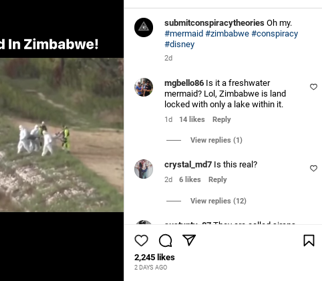 d In Zimbabwe!
submitconspiracytheories Oh my.
#mermaid #zimbabwe #conspiracy
#disney
2d
mgbello86 Is it a freshwater
mermaid? Lol, Zimbabwe is land
locked with only a lake within it.
1d 14 likes Reply
View replies (1)
crystal_md7 Is this real?
2d 6 likes Reply
View replies (12)
2,245 likes
2 DAYS AGO